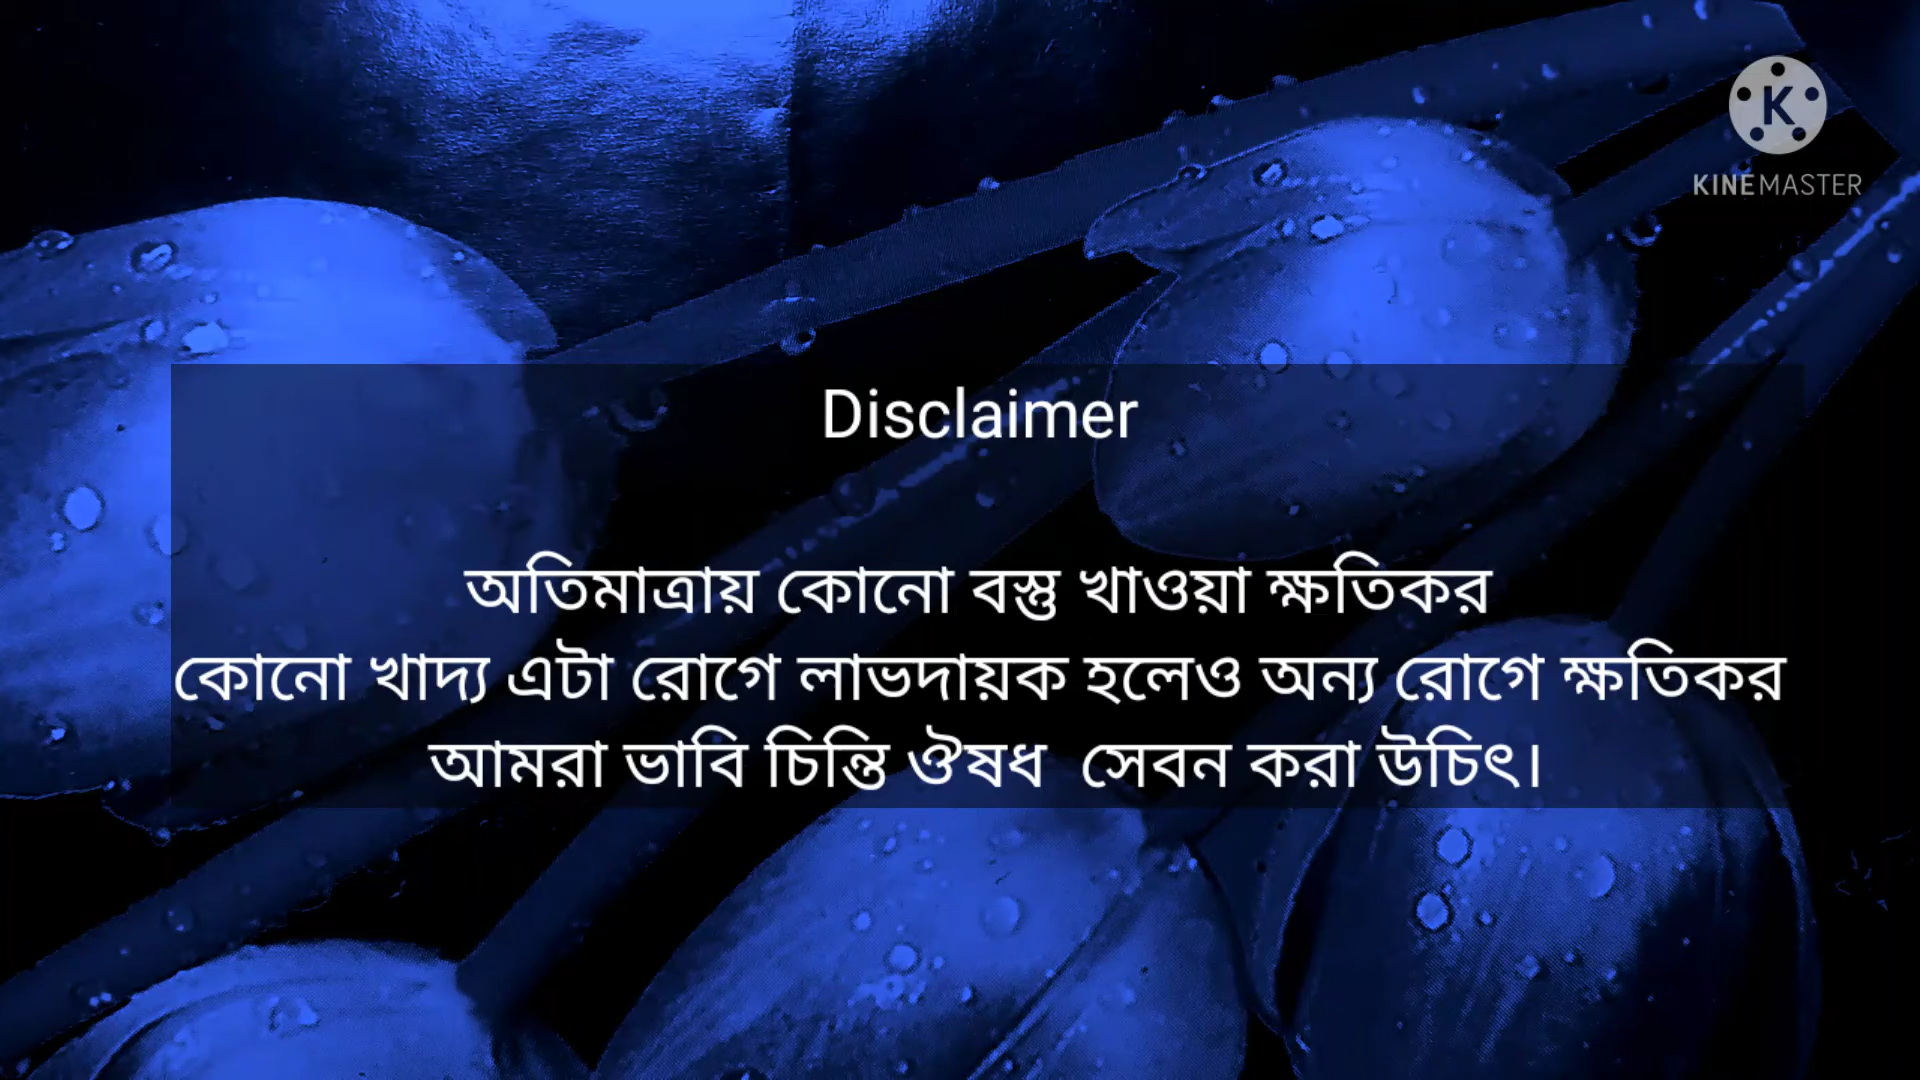 K
KINEMASTER
Disclaimer
অতিমাত্রায় কোনো বস্তু খাওয়া ক্ষতিকর
কোনো খাদ্য এটা রোগে লাভদায়ক হলেও অন্য রোগে ক্ষতিকর
আমরা ভাবি চিন্তি ঔষধ  সেবন করা উচিৎ।